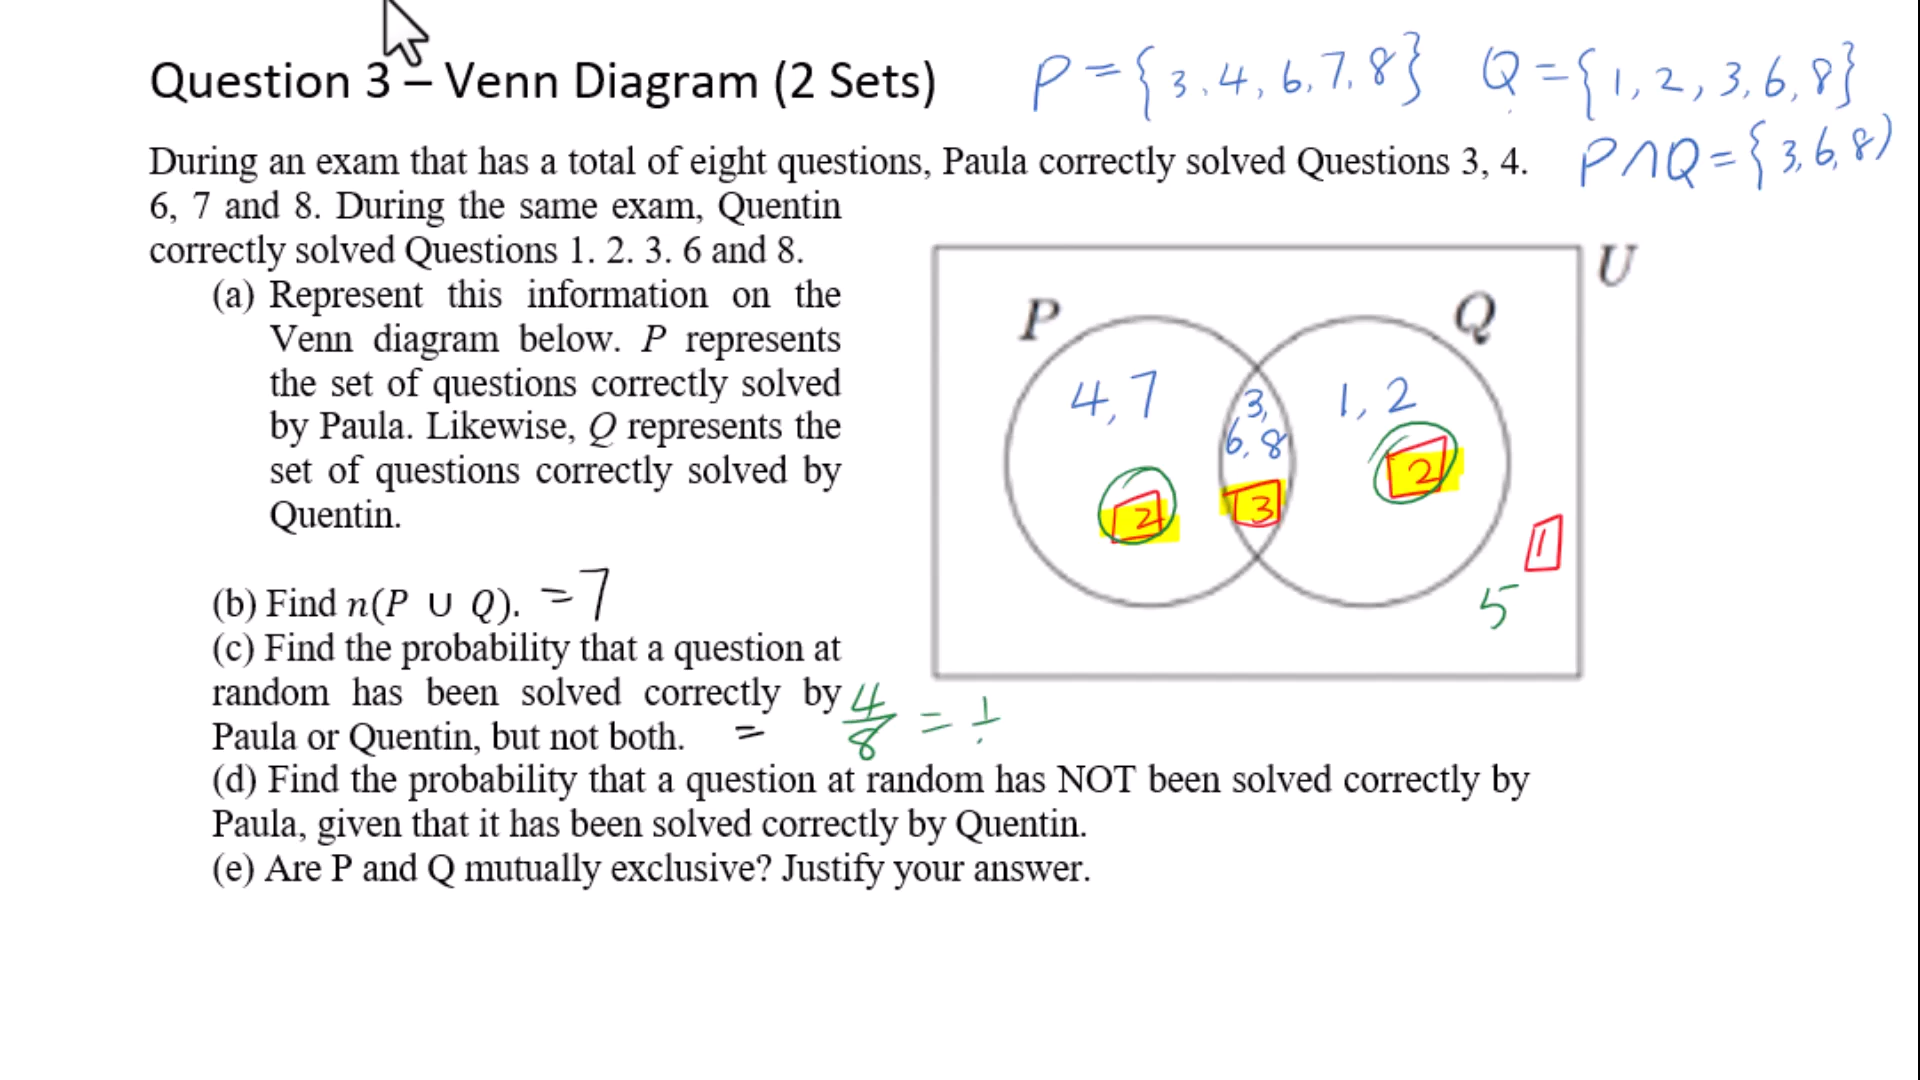 Question 3 – Venn Diagram (2 Sets)
P = { 3, 4, 6, 7, 8} Q = { 1, 2, 3, 6, 8}
P ∩ Q = { 3, 6, 8)
During an exam that has a total of eight questions, Paula correctly solved Questions 3, 4.
6, 7 and 8. During the same exam, Quentin
correctly solved Questions 1. 2. 3. 6 and 8.
(a) Represent this information on the
Venn diagram below. P represents
the set of questions correctly solved
by Paula. Likewise, Q represents the
set of questions correctly solved by
Quentin.
(b) Find n(P ∪ Q). = 7
(c) Find the probability that a question at
random has been solved correctly by
Paula or Quentin, but not both. = 4/8 =
(d) Find the probability that a question at random has NOT been solved correctly by
Paula, given that it has been solved correctly by Quentin.
(e) Are P and Q mutually exclusive? Justify your answer.
U
P Q
4, 7 3, 1, 2
6, 8
2 3 2
1
5